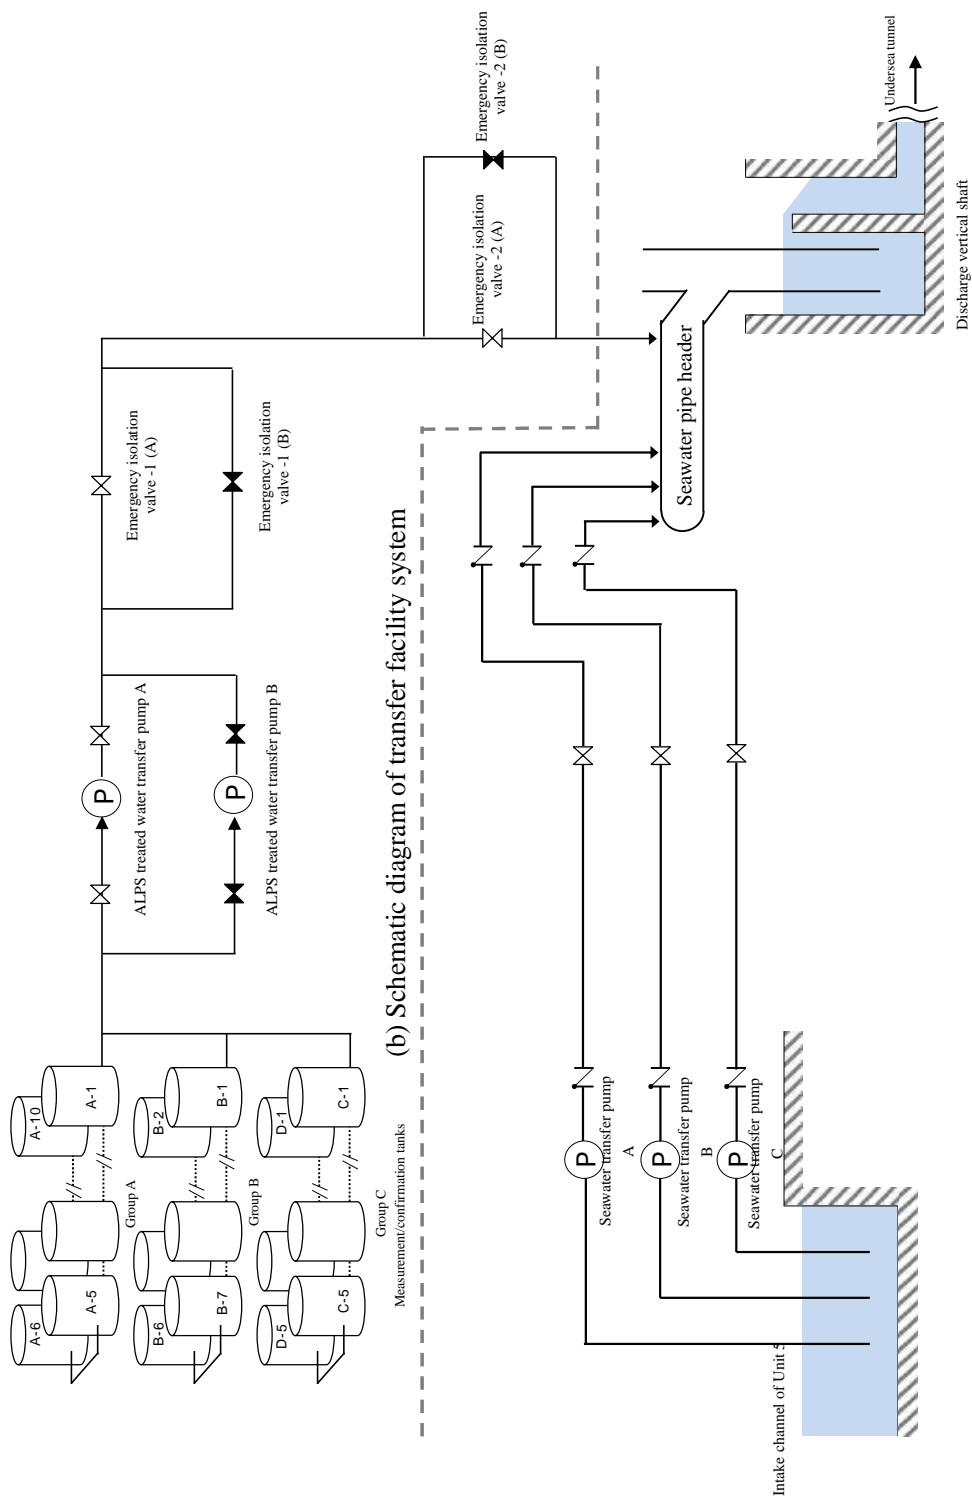 A-6
A-10
A-5
A-1
Group A
B-6
B-2
B-7
B-1
Group B
D-5
D-1
C-5
C-1
Group C
Measurement/confirmation tanks
P
ALPS treated water transfer pump A
P
ALPS treated water transfer pump B
Emergency isolation
valve -1 (A)
Emergency isolation
valve -1 (B)
Emergency isolation
valve -2 (A)
Emergency isolation
valve -2 (B)
(b) Schematic diagram of transfer facility system
P
Seawater transfer pump
A
P
Seawater transfer pump
B
P
Seawater transfer pump
C
Intake channel of Unit 5
Seawater pipe header
Undersea tunnel
Discharge vertical shaft